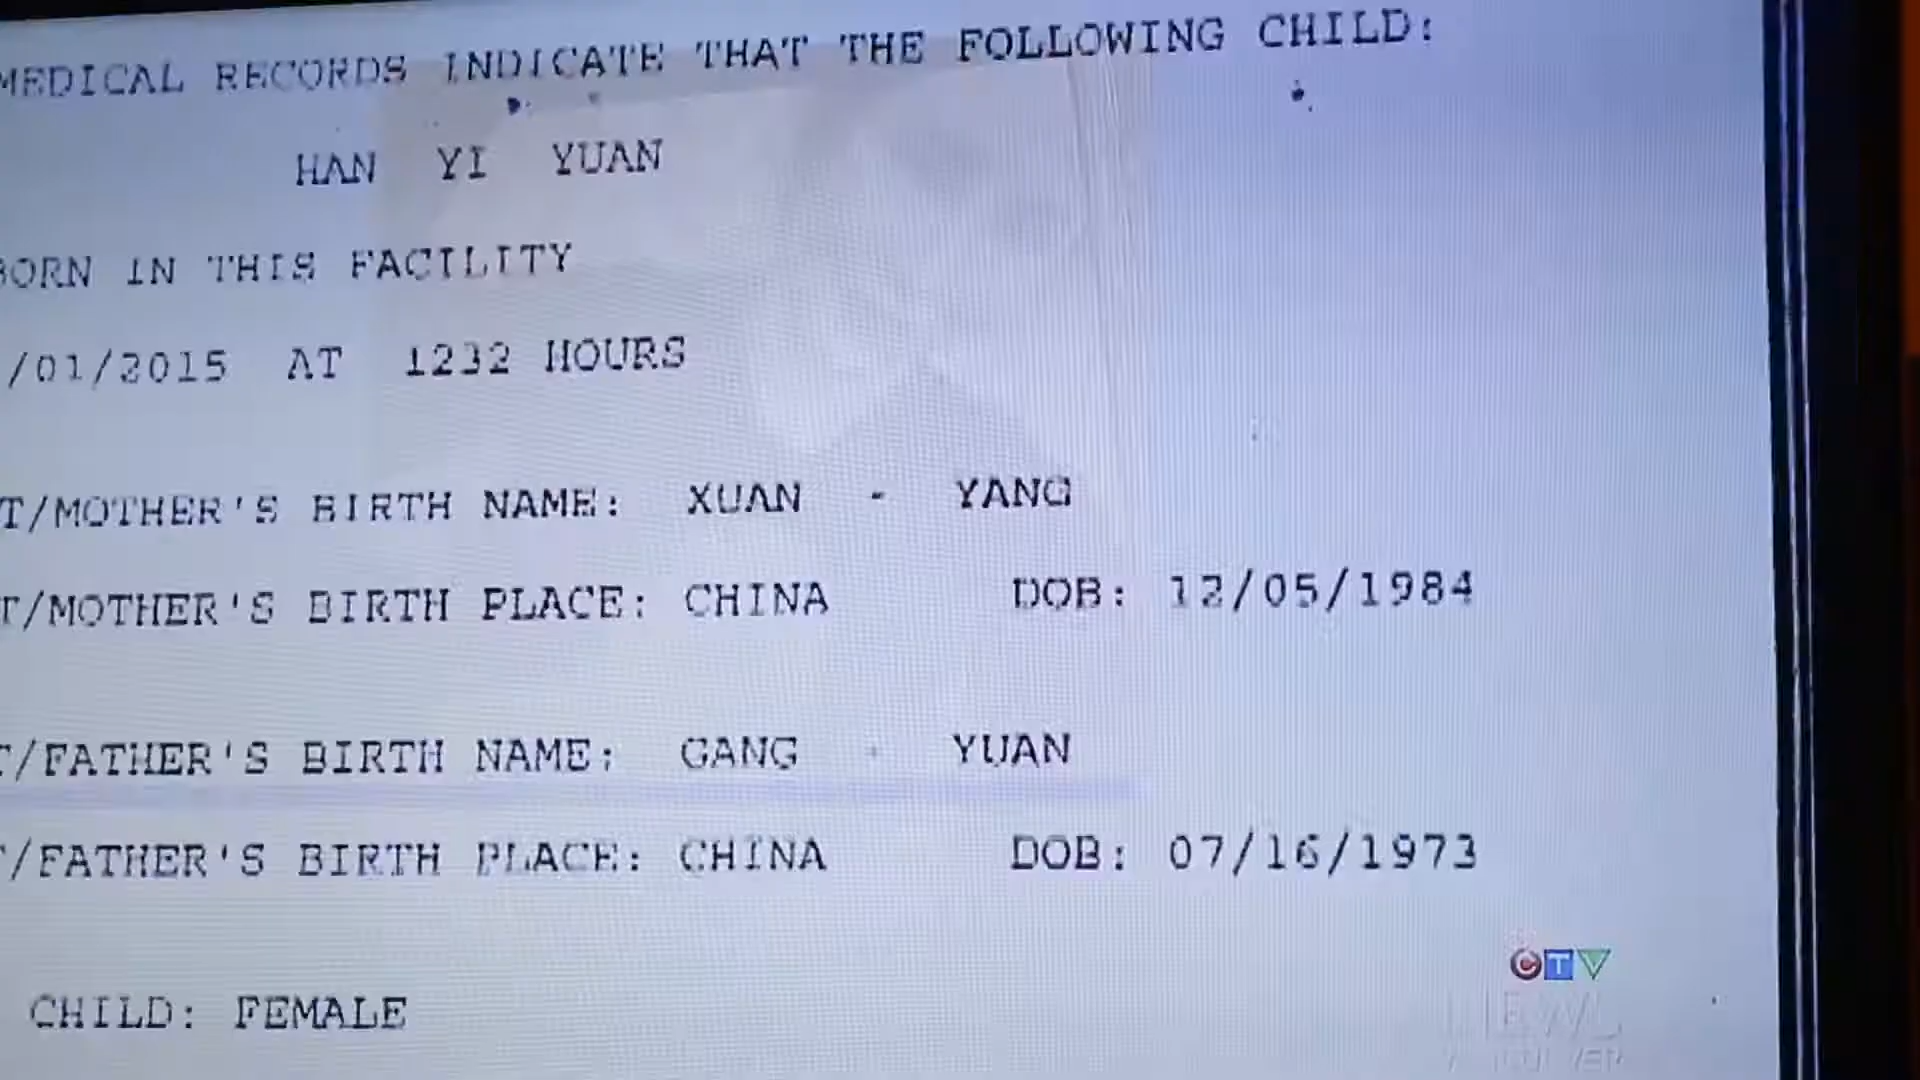 MEDICAL RECORDS INDICATE THAT THE FOLLOWING CHILD:
HAN YI YUAN
BORN IN THIS FACILITY
/01/2015 AT 1232 HOURS
T/MOTHER'S BIRTH NAME: XUAN - YANG
T/MOTHER'S BIRTH PLACE: CHINA DOB: 12/05/1984
T/FATHER'S BIRTH NAME: GANG - YUAN
T/FATHER'S BIRTH PLACE: CHINA DOB: 07/16/1973
CHILD: FEMALE
CTV
NEWS
VANCOUVER